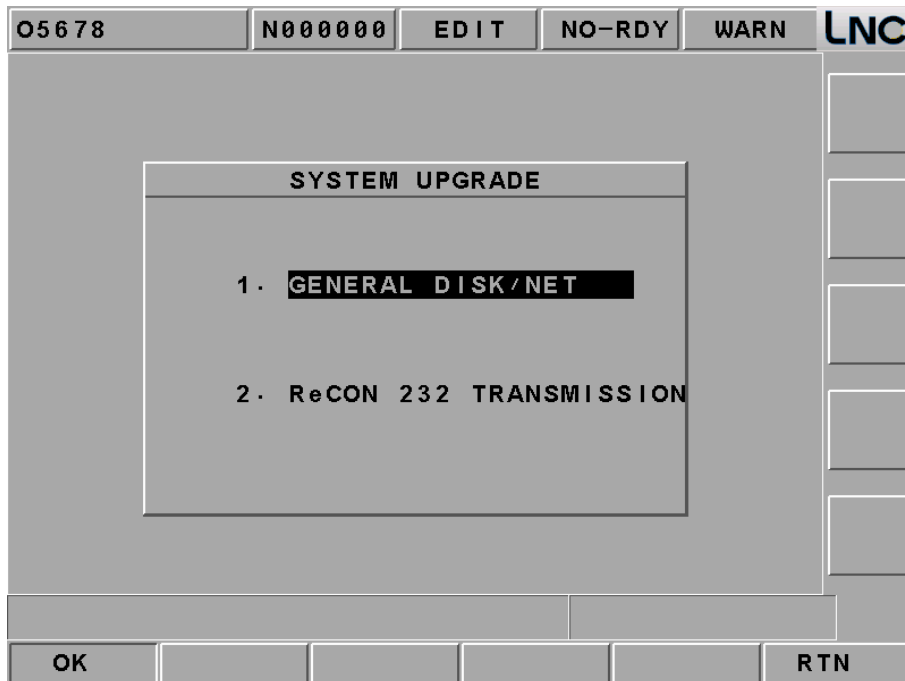 O5678 N000000 EDIT NO-RDY WARN LNC
SYSTEM UPGRADE
1. GENERAL DISK/NET
2. ReCON 232 TRANSMISSION
OK RTN